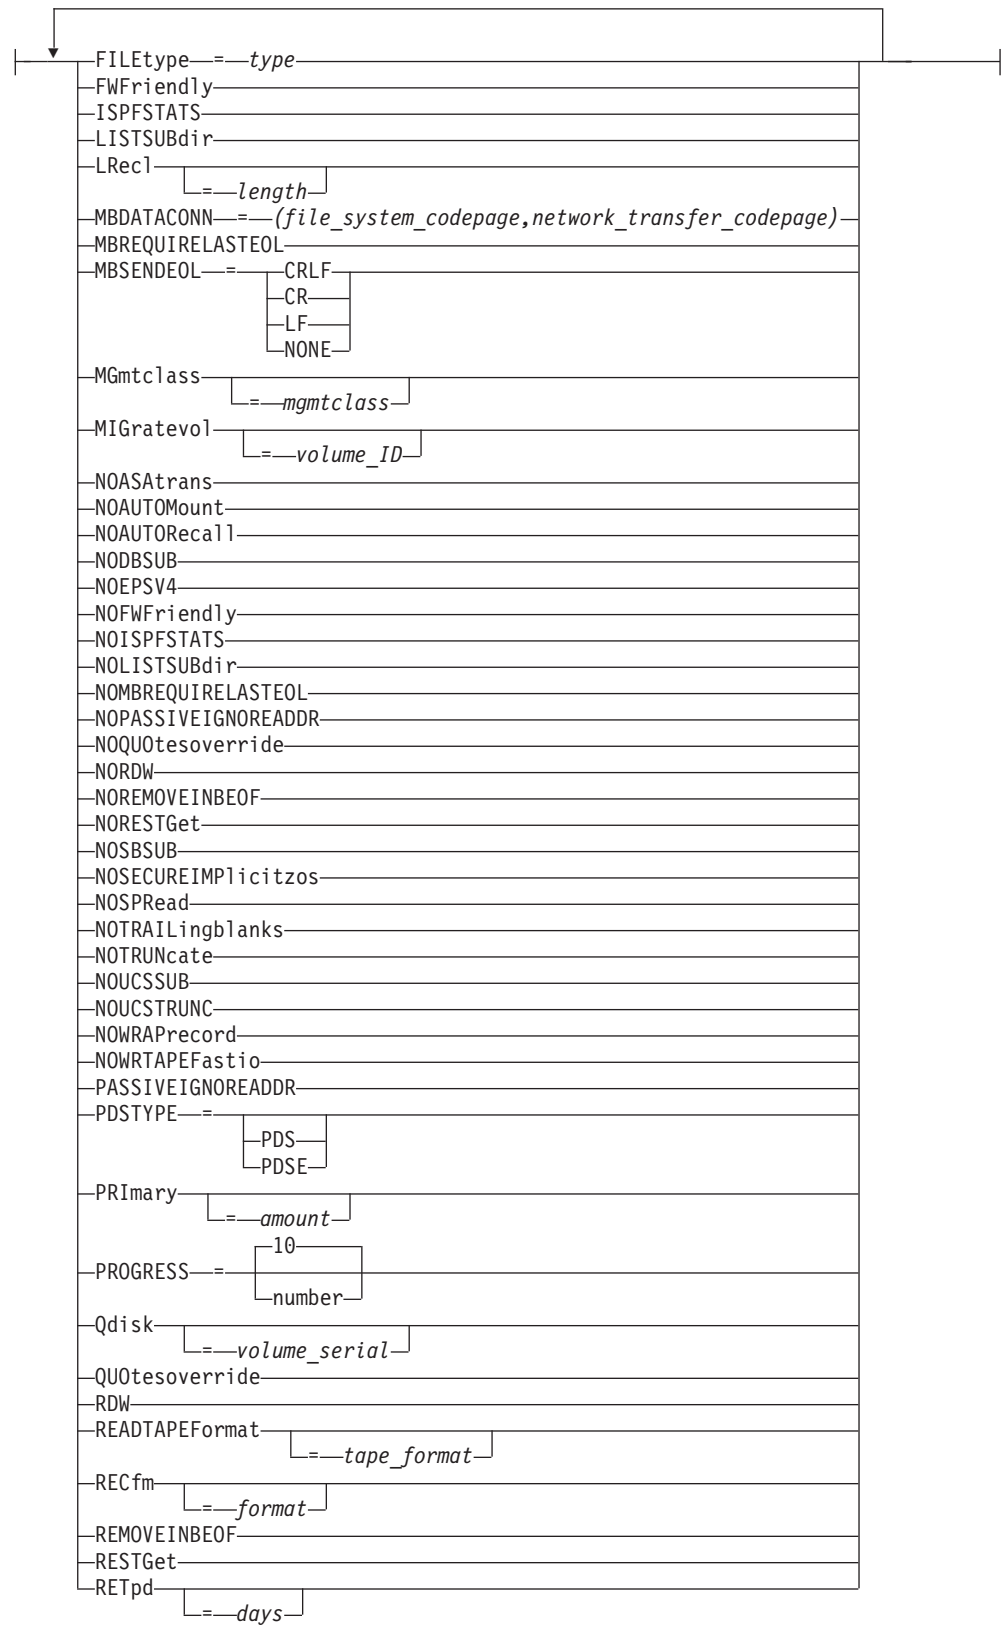 FILEtype = type
FWFriendly
ISPFSTATS
LISTSUBdir
LRecl
= length
MBDATACONN = (file_system_codepage,network_transfer_codepage)
MBREQUIRELASTEOL
MBSENDEOL = CRLF
CR
LF
NONE
MGmtclass
= mgmtclass
MIGratevol
= volume_ID
NOASAtrans
NOAUTOMount
NOAUTORecall
NODBSUB
NOEPSV4
NOFWFriendly
NOISPFSTATS
NOLISTSUBdir
NOMBREQUIRELASTEOL
NOPASSIVEIGNOREADDR
NOQUOtesoverride
NORDW
NOREMOVEINBEOF
NORESTGet
NOSBSUB
NOSECUREIMPlicitzos
NOSPRead
NOTRAILingblanks
NOTRUNcate
NOUCSSUB
NOUCSTRUNC
NOWRAPrecord
NOWRTAPEFastio
PASSIVEIGNOREADDR
PDSTYPE =
PDS
PDSE
PRImary
= amount
10
PROGRESS =
number
Qdisk
= volume_serial
QUOtesoverride
RDW
READTAPEFormat
= tape_format
RECfm
= format
REMOVEINBEOF
RESTGet
RETpd
= days